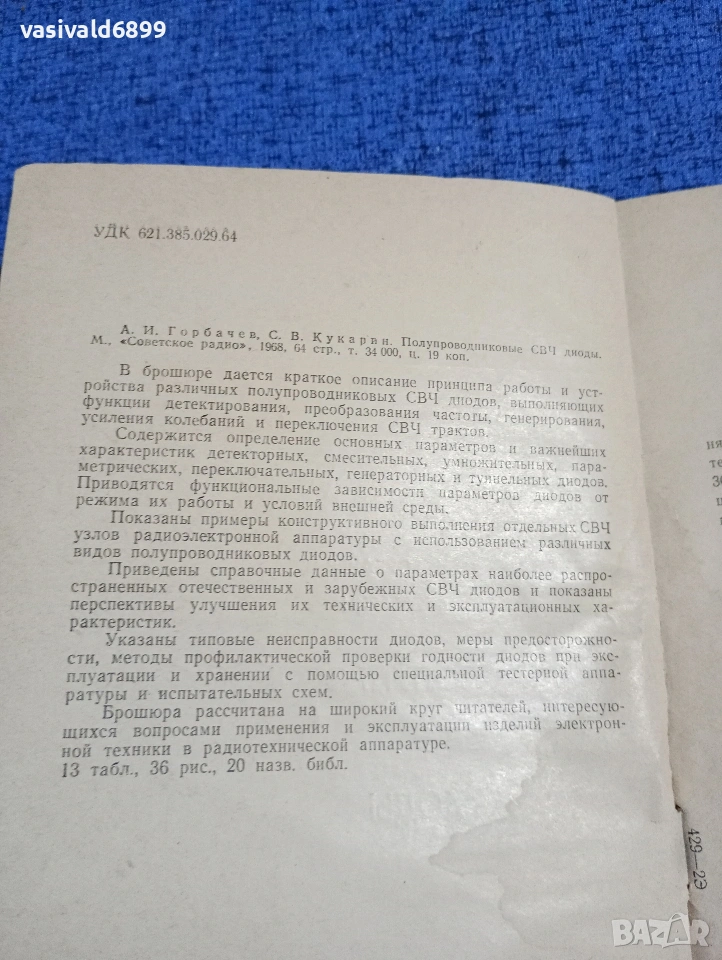 vasivald6899
УДК 621.385.029.64
А. И. Горбачев, С. В. Кукарин. Полупроводниковые СВЧ диоды.
М., «Советское радио», 1968, 64 стр., т. 34 000, ц. 19 коп.
В брошюре дается краткое описание принципа работы и уст-
ройства различных полупроводниковых СВЧ диодов, выполняющих
функции детектирования, преобразования частоты, генерирования,
усиления колебаний и переключения СВЧ трактов.
Содержится определение основных параметров и важнейших
характеристик детекторных, смесительных, умножительных, пара-
метрических, переключательных, генераторных и туннельных диодов.
Приводятся функциональные зависимости параметров диодов от
режима их работы и условий внешней среды.
Показаны примеры конструктивного выполнения отдельных СВЧ
узлов радиоэлектронной аппаратуры с использованием различных
видов полупроводниковых диодов.
Приведены справочные данные о параметрах наиболее распро-
страненных отечественных и зарубежных СВЧ диодов и показаны
перспективы улучшения их технических и эксплуатационных ха-
рактеристик.
Указаны типовые неисправности диодов, меры предосторожно-
сти, методы профилактической проверки годности диодов при экс-
плуатации и хранении с помощью специальной тестерной аппа-
ратуры и испытательных схем.
Брошюра рассчитана на широкий круг читателей, интересую-
щихся вопросами применения и эксплуатации изделий электрон-
ной техники в радиотехнической аппаратуре.
13 табл., 36 рис., 20 назв. библ.
429—2Э
BAZAR